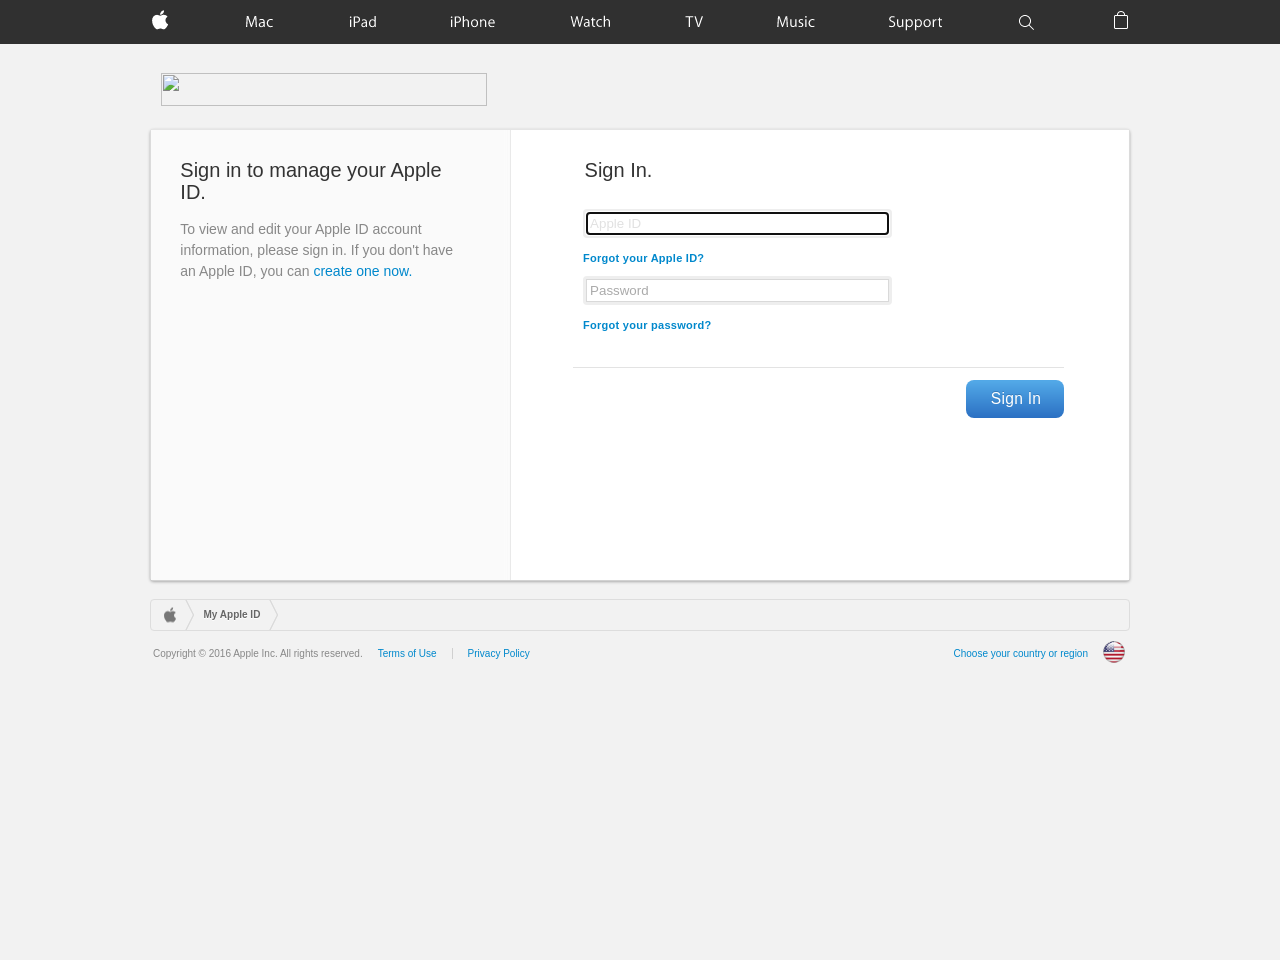 Mac iPad iPhone Watch TV Music Support
Sign in to manage your Apple
ID.
To view and edit your Apple ID account
information, please sign in. If you don't have
an Apple ID, you can create one now.
Sign In.
Apple ID
Forgot your Apple ID?
Password
Forgot your password?
Sign In
My Apple ID
Copyright © 2016 Apple Inc. All rights reserved. Terms of Use Privacy Policy Choose your country or region